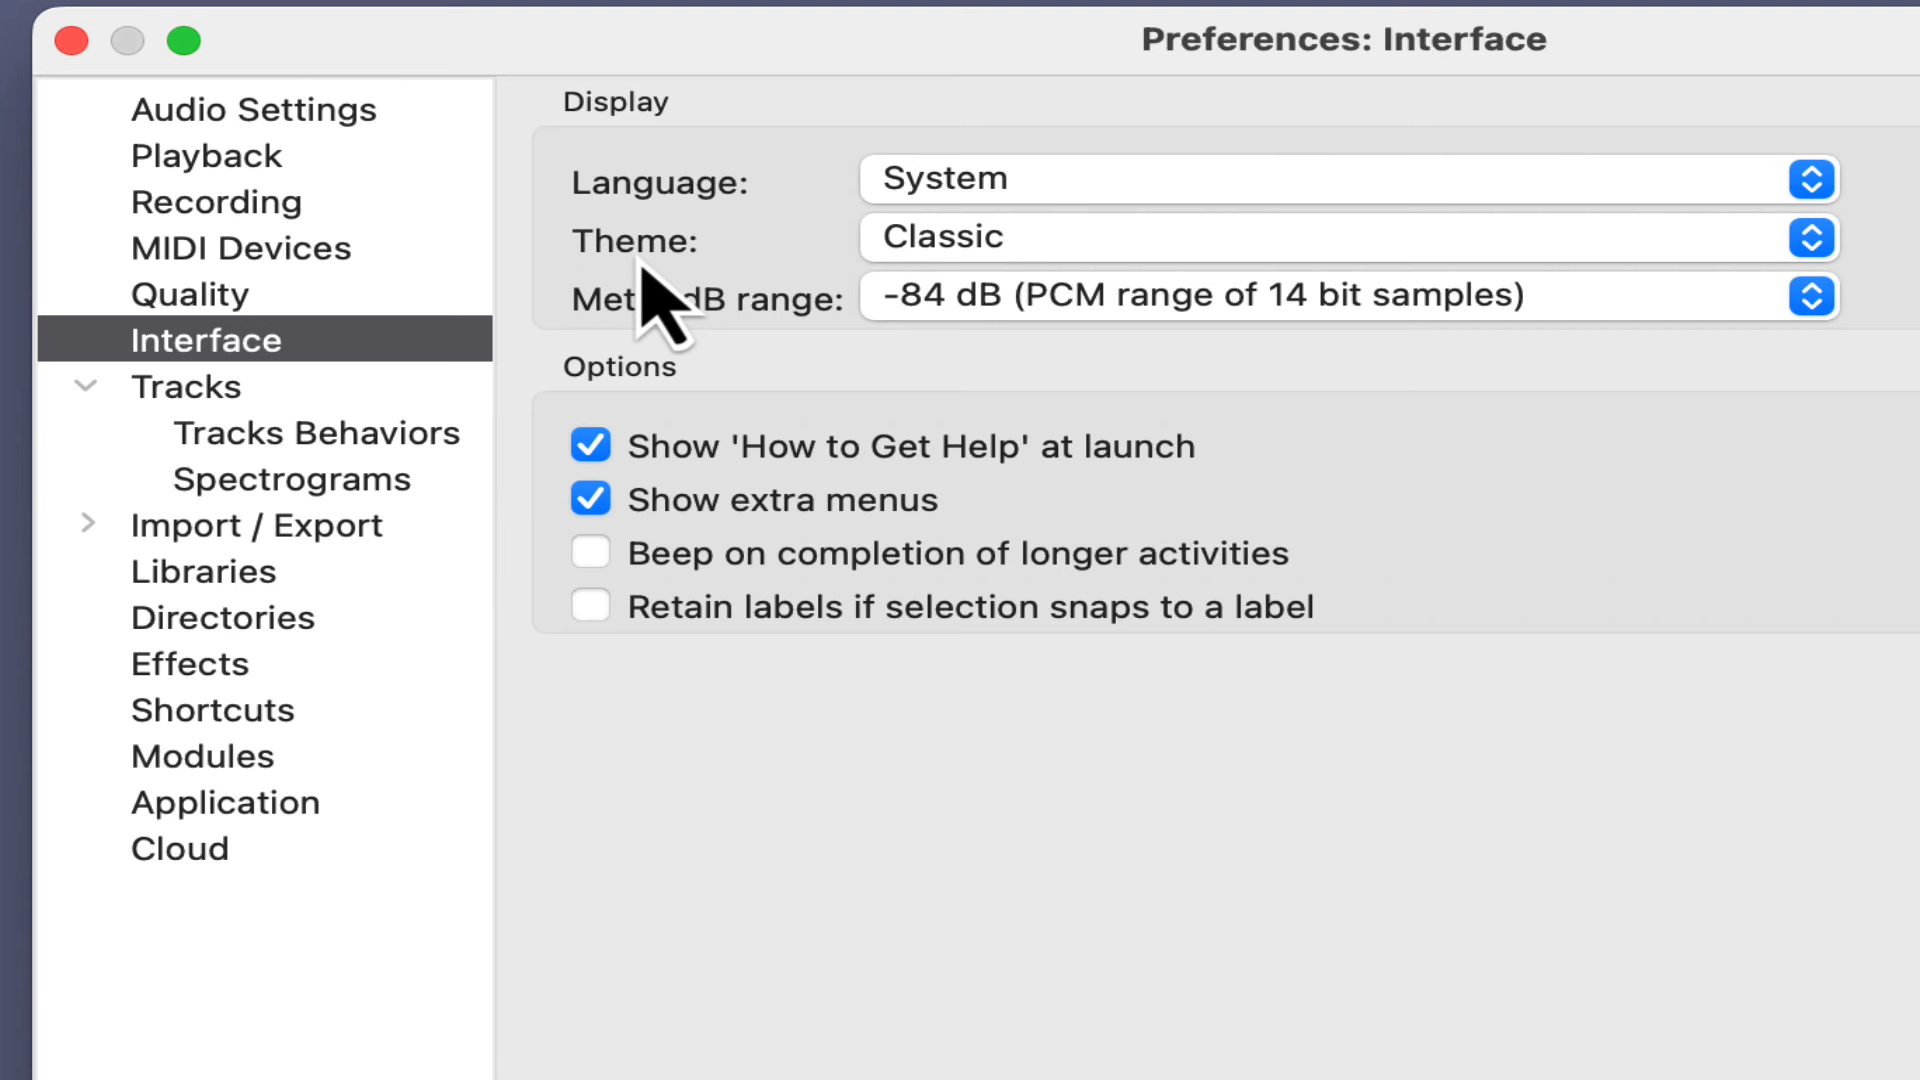 Preferences: Interface
Audio Settings
Playback
Recording
MIDI Devices
Quality
Interface
Tracks
Tracks Behaviors
Spectrograms
Import / Export
Libraries
Directories
Effects
Shortcuts
Modules
Application
Cloud
Display
Language: System
Theme: Classic
dB range: -84 dB (PCM range of 14 bit samples)
Options
Show 'How to Get Help' at launch
Show extra menus
Beep on completion of longer activities
Retain labels if selection snaps to a label